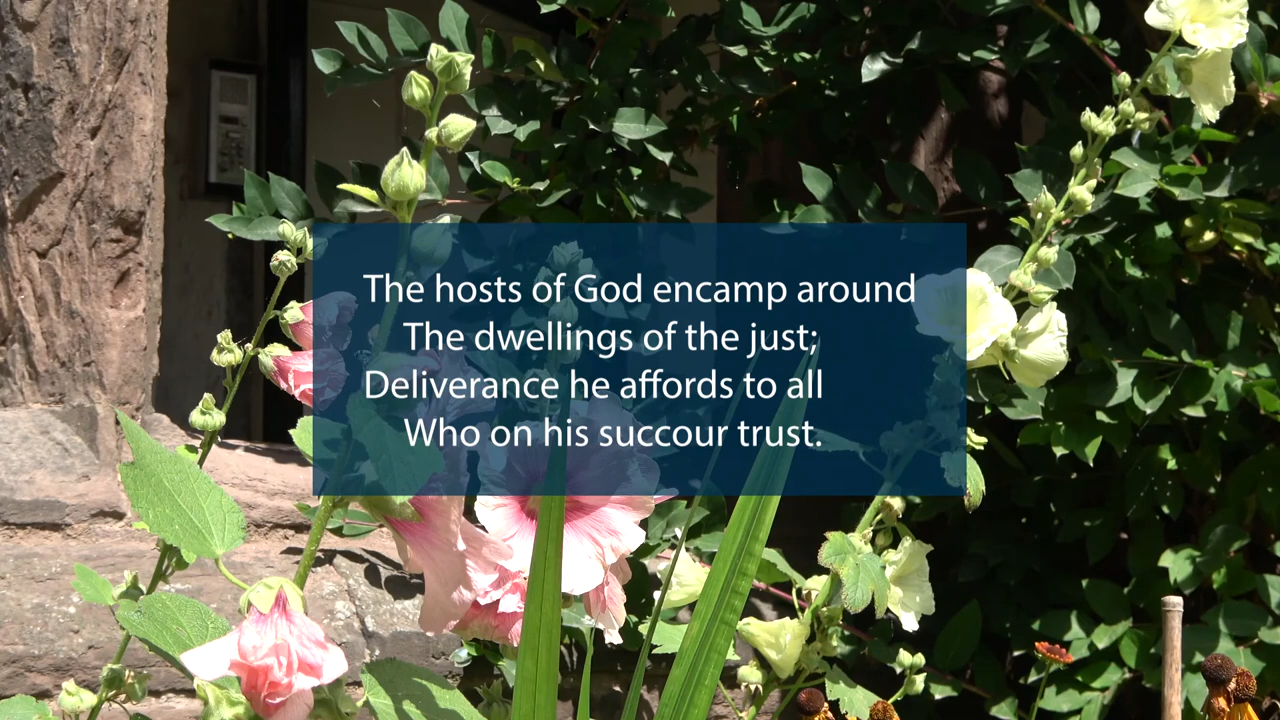 The hosts of God encamp around
The dwellings of the just;
Deliverance he affords to all
Who on his succour trust.